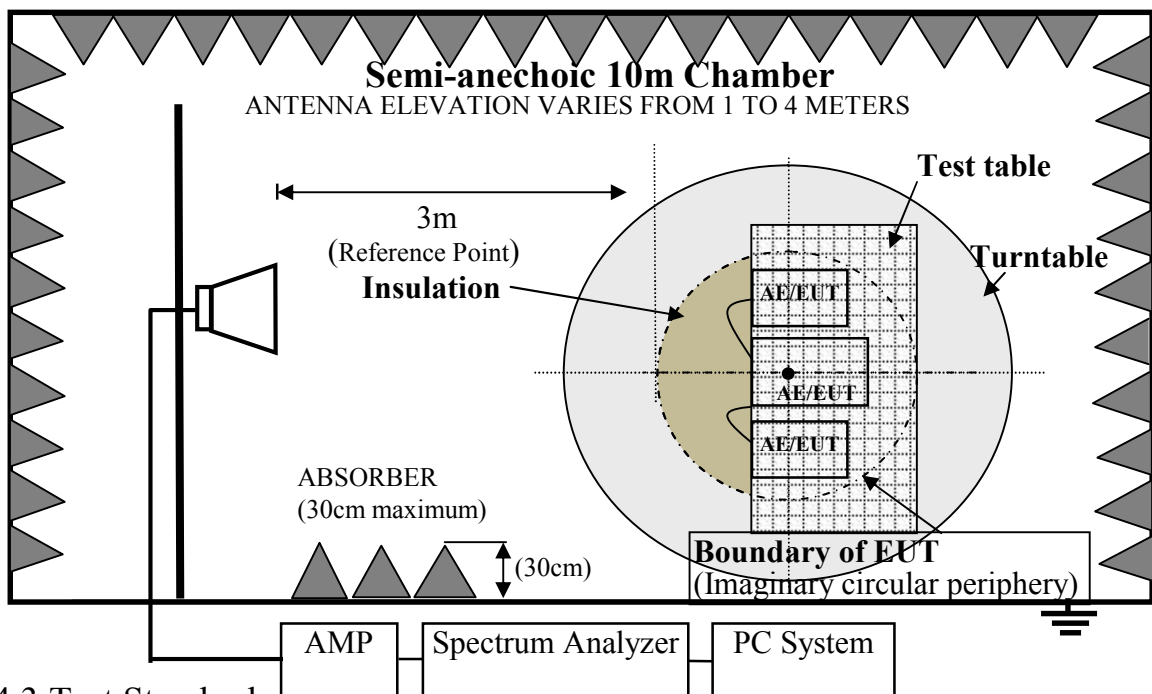 Semi-anechoic 10m Chamber
ANTENNA ELEVATION VARIES FROM 1 TO 4 METERS
Test table
3m
(Reference Point)
Turntable
Insulation
AE/EUT
AE/EUT
AE/EUT
ABSORBER
(30cm maximum)
(30cm)
Boundary of EUT
(Imaginary circular periphery)
AMP
Spectrum Analyzer
PC System